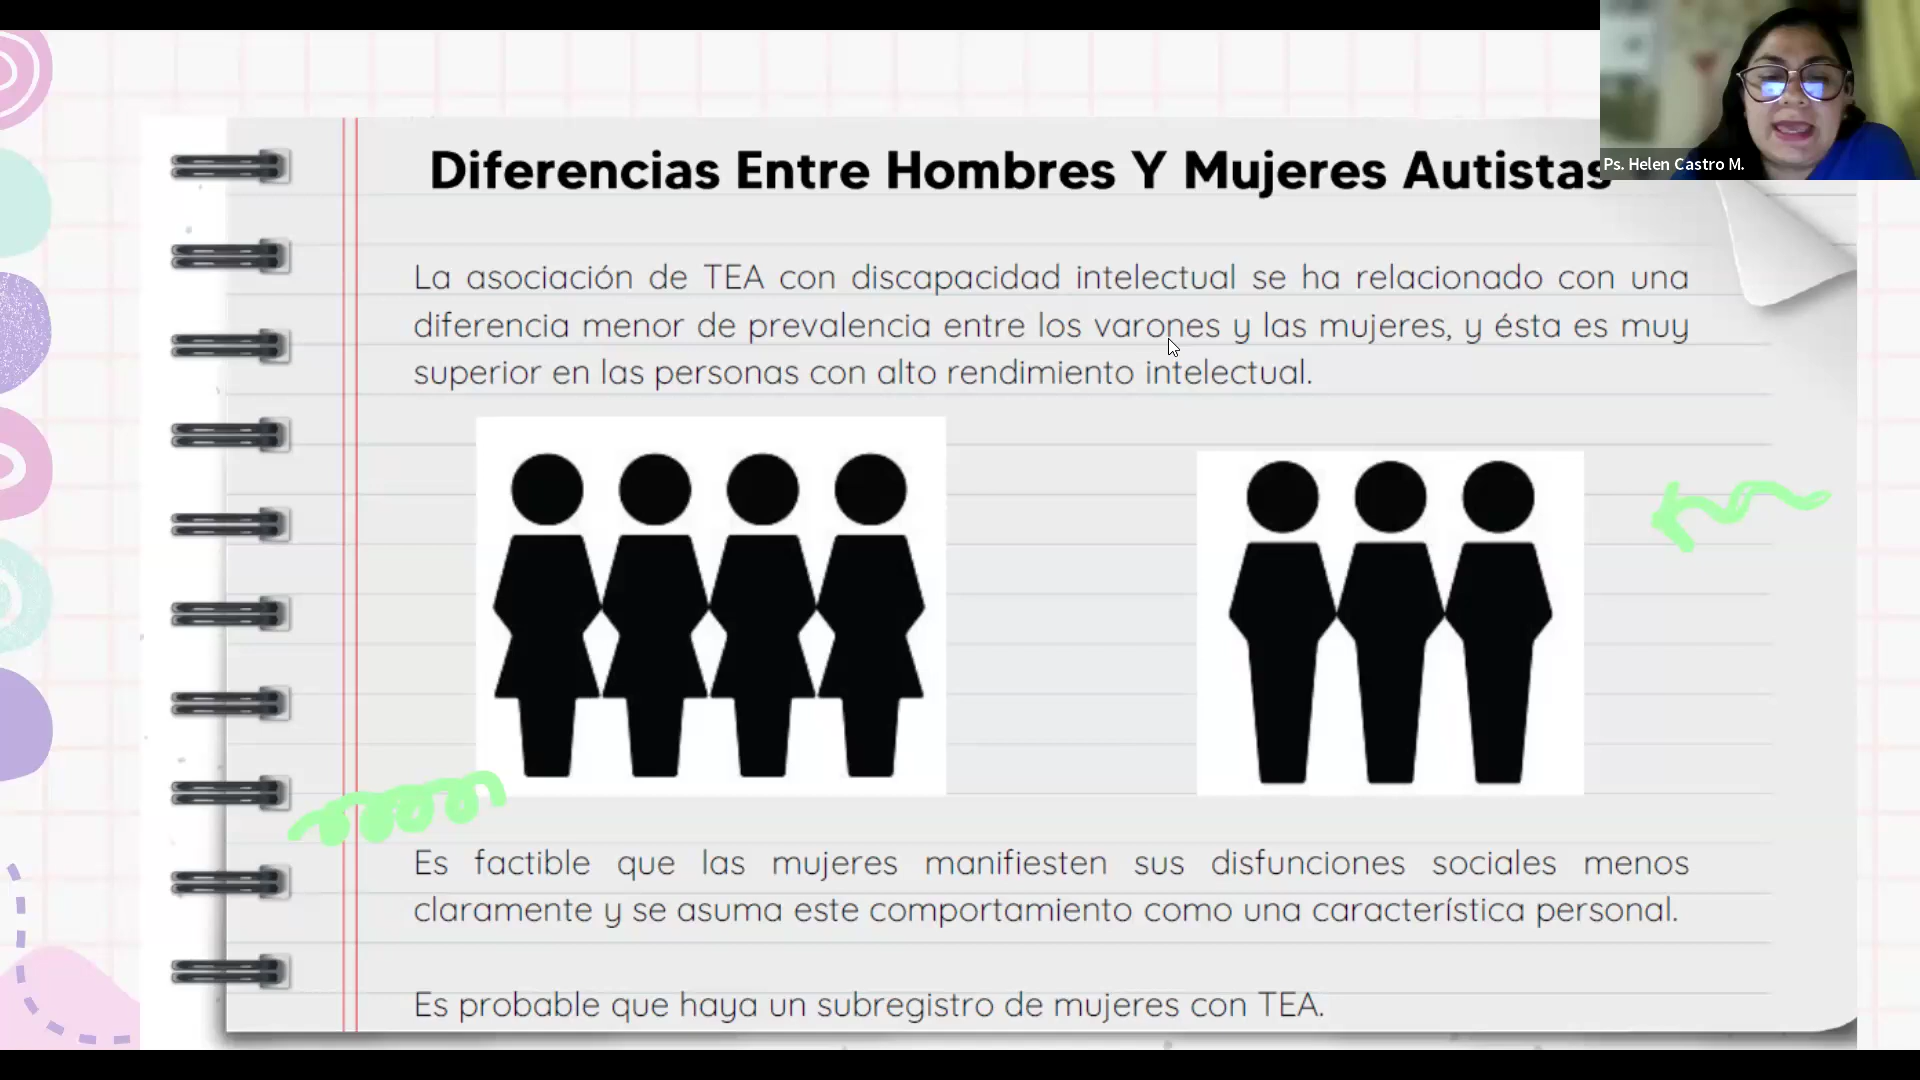 Diferencias Entre Hombres Y Mujeres Autistas
Ps. Helen Castro M.
La asociación de TEA con discapacidad intelectual se ha relacionado con una
diferencia menor de prevalencia entre los varones y las mujeres, y ésta es muy
superior en las personas con alto rendimiento intelectual.
Es factible que las mujeres manifiesten sus disfunciones sociales menos
claramente y se asuma este comportamiento como una característica personal.
Es probable que haya un subregistro de mujeres con TEA.